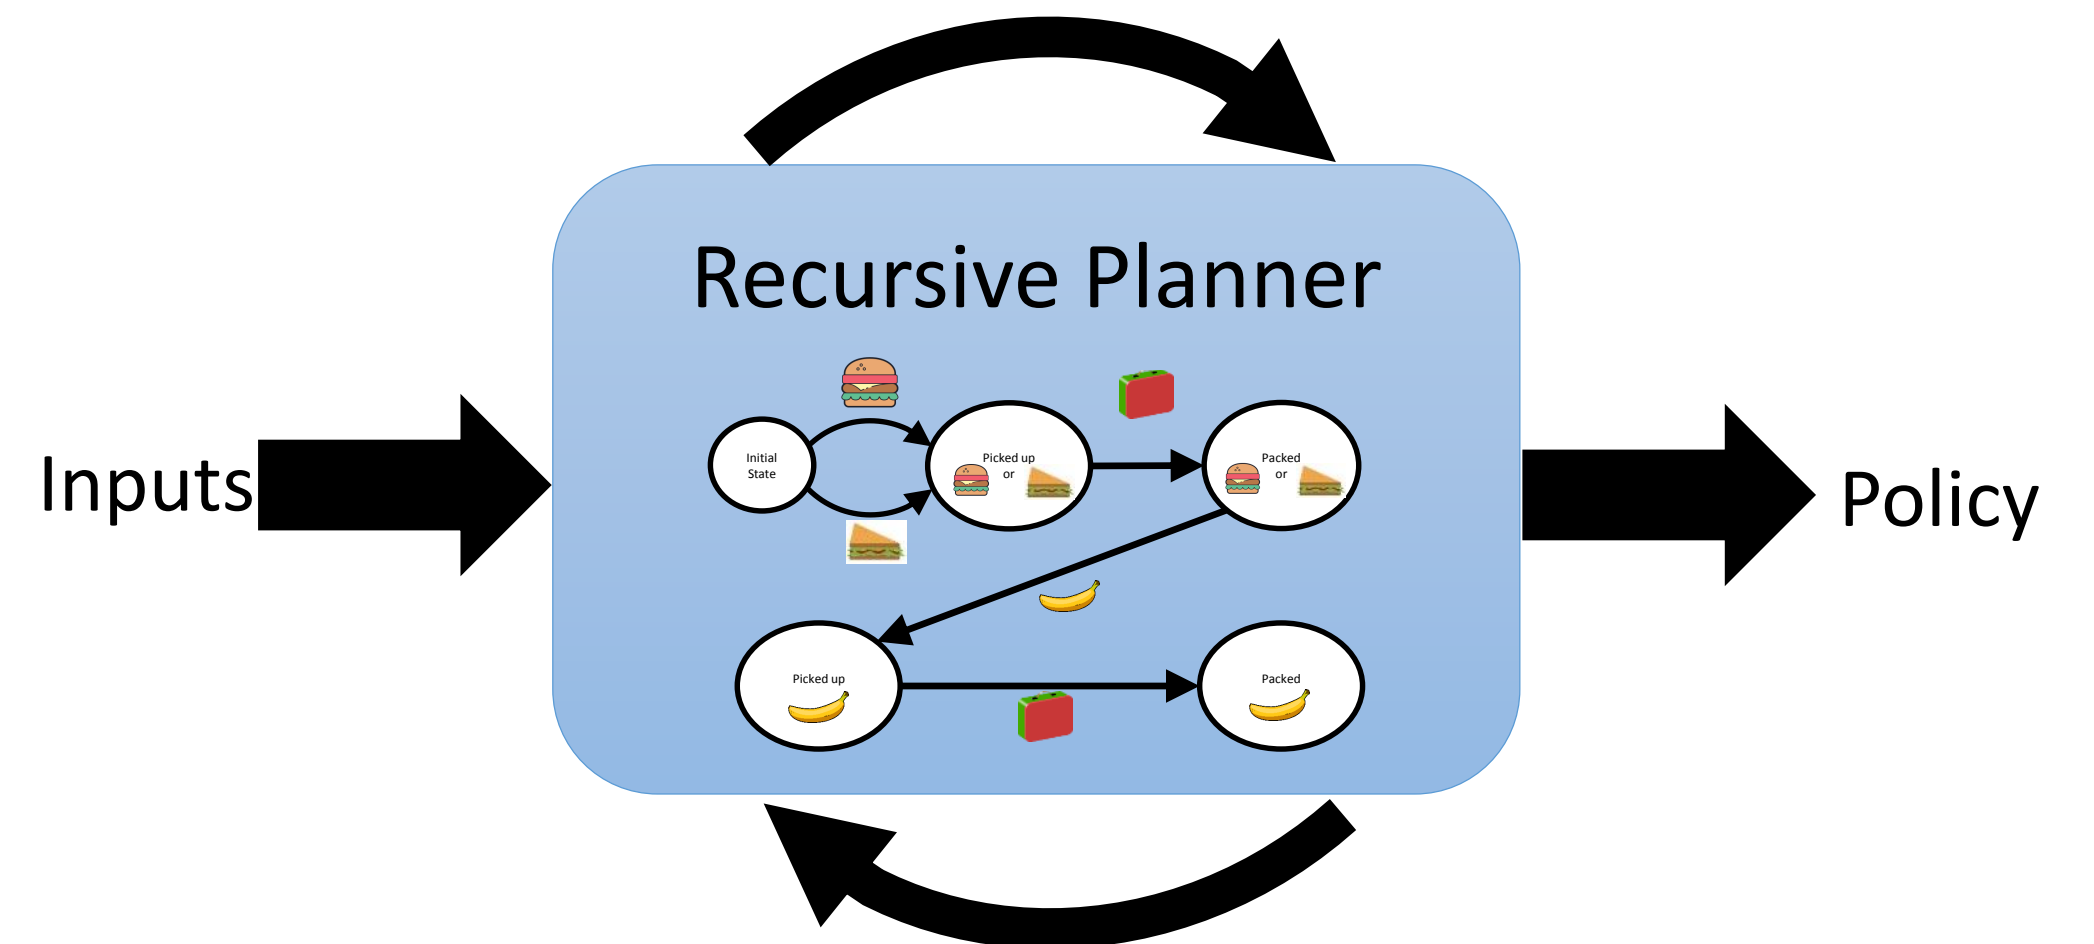 Recursive Planner
Inputs
Initial
State
Picked up
or
Packed
or
Policy
Picked up
Packed